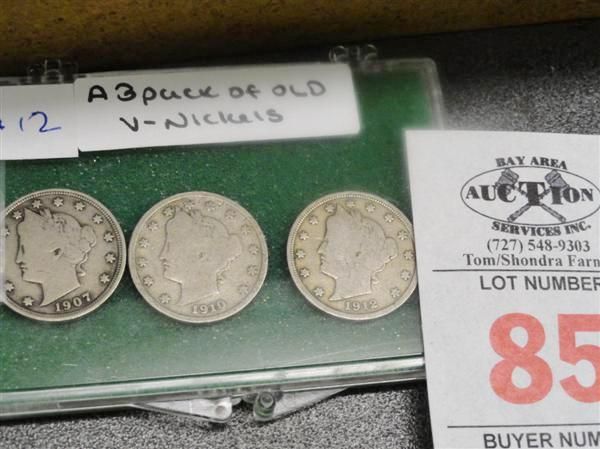 12
A 3 puck of OLD
V-Nickels
1907
1910
1912
BAY AREA
AUCTION
SERVICES INC.
(727) 548-9303
Tom/Shondra Farn
LOT NUMBER
85
BUYER NUM